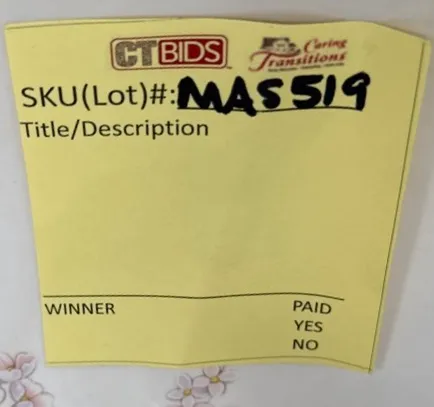 CTBIDS Caring Transitions
SKU(Lot)#: MAS519
Title/Description
WINNER PAID
YES
NO